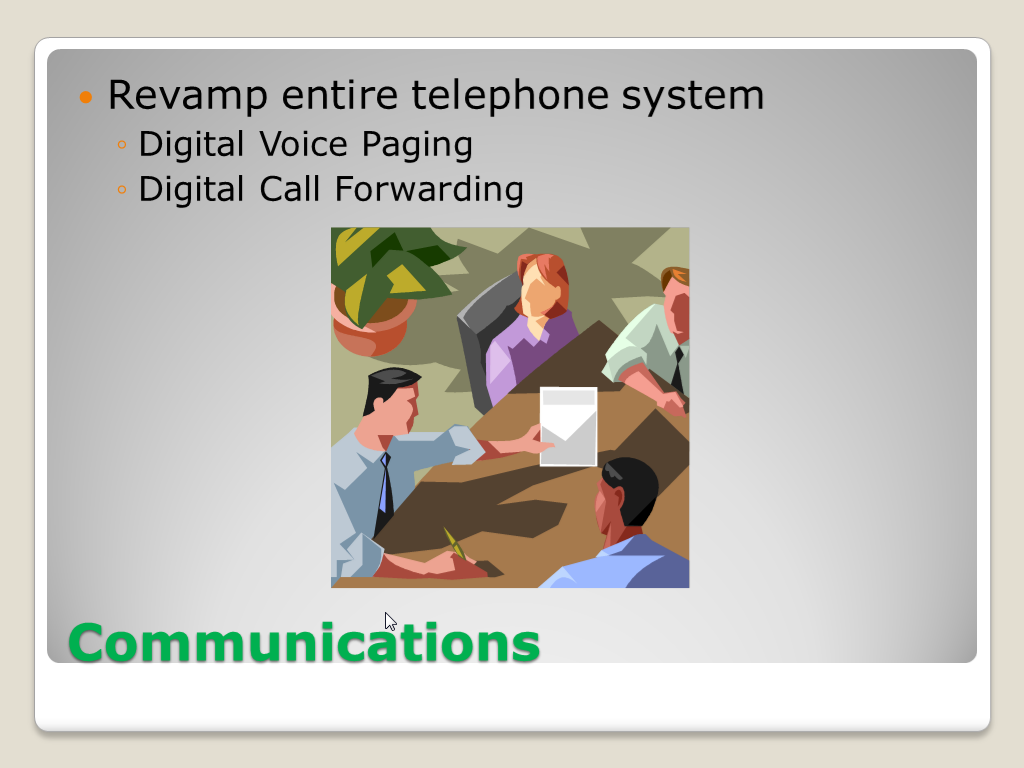 Revamp entire telephone system
Digital Voice Paging
Digital Call Forwarding
Communications